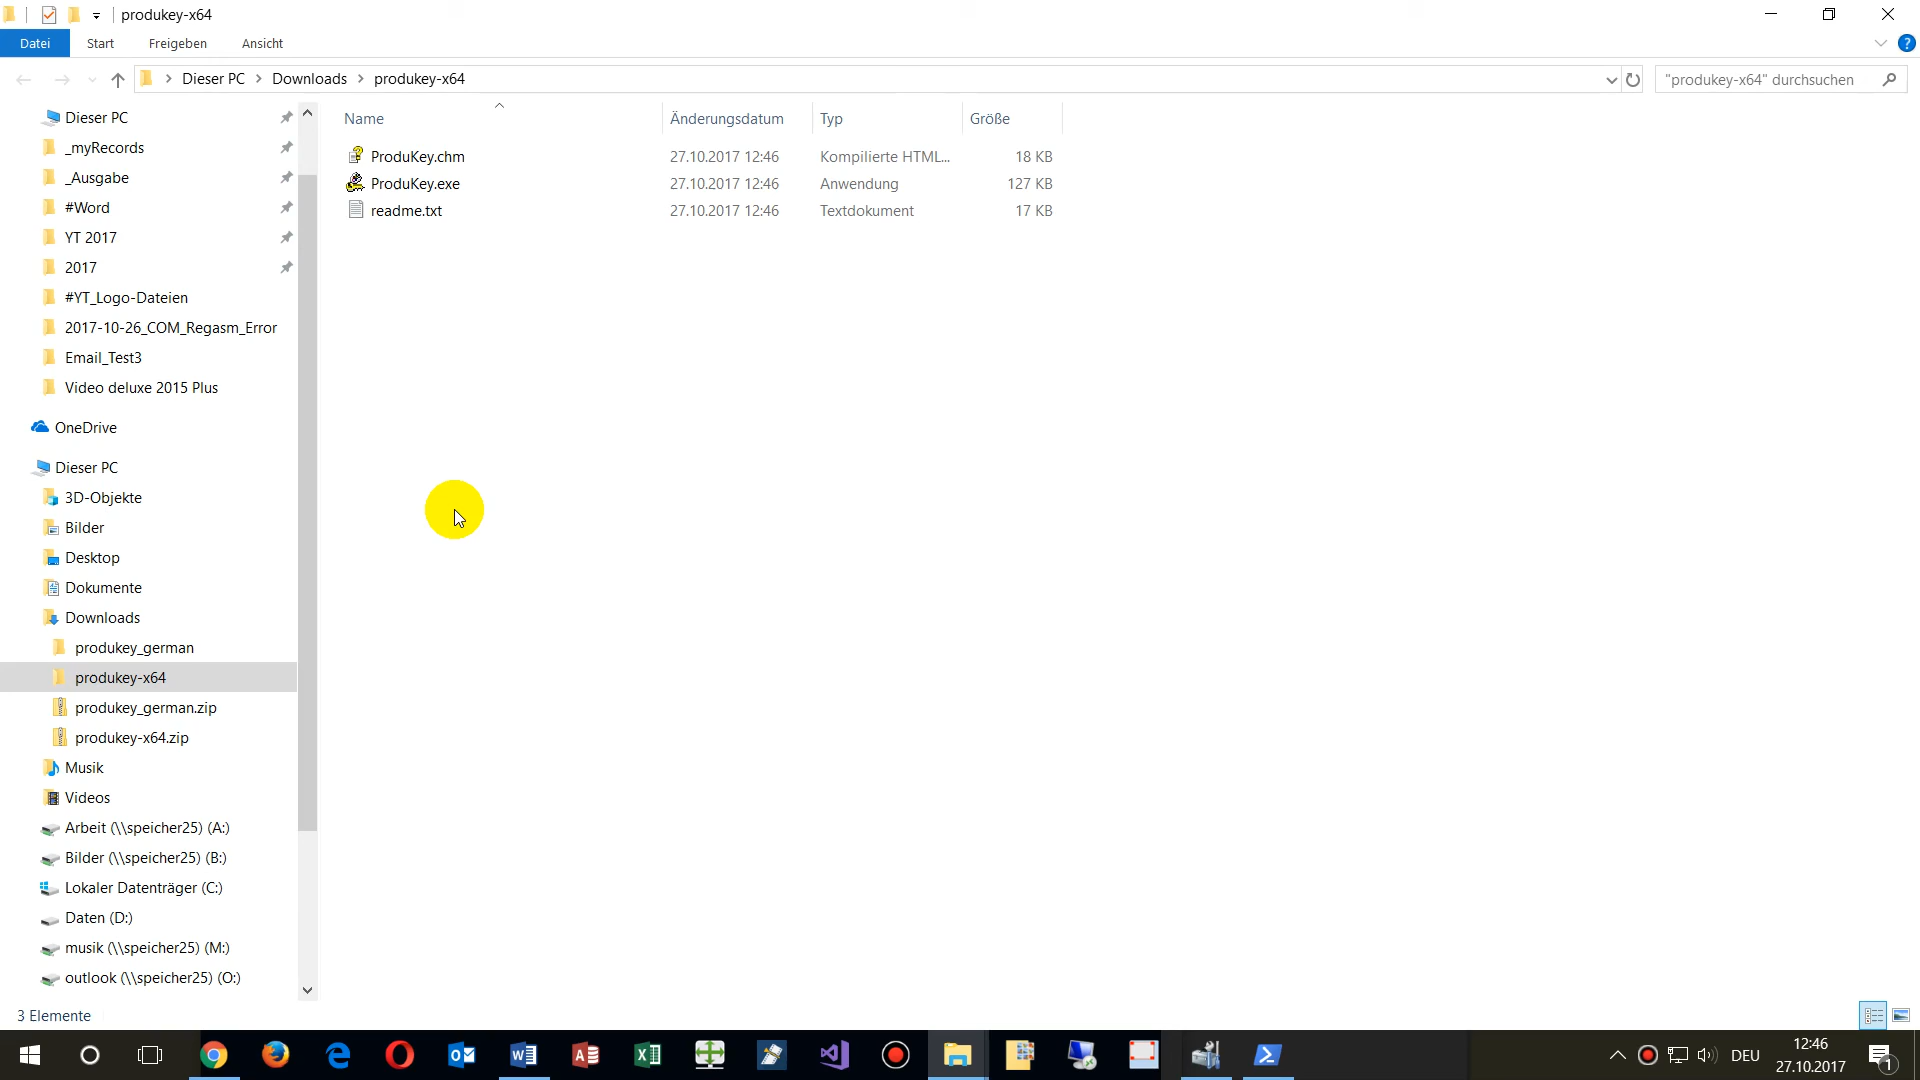 produkey-x64
Datei Start Freigeben Ansicht
Dieser PC Downloads produkey-x64
"produkey-x64" durchsuchen
Dieser PC
_myRecords
_Ausgabe
#Word
YT 2017
2017
#YT_Logo-Dateien
2017-10-26_COM_Regasm_Error
Email_Test3
Video deluxe 2015 Plus
OneDrive
Dieser PC
3D-Objekte
Bilder
Desktop
Dokumente
Downloads
produkey_german
produkey-x64
produkey_german.zip
produkey-x64.zip
Musik
Videos
Arbeit (\\speicher25) (A:)
Bilder (\\speicher25) (B:)
Lokaler Datenträger (C:)
Daten (D:)
musik (\\speicher25) (M:)
outlook (\\speicher25) (O:)
Name Änderungsdatum Typ Größe
ProduKey.chm 27.10.2017 12:46 Kompilierte HTML... 18 KB
ProduKey.exe 27.10.2017 12:46 Anwendung 127 KB
readme.txt 27.10.2017 12:46 Textdokument 17 KB
3 Elemente
DEU
12:46
27.10.2017
1